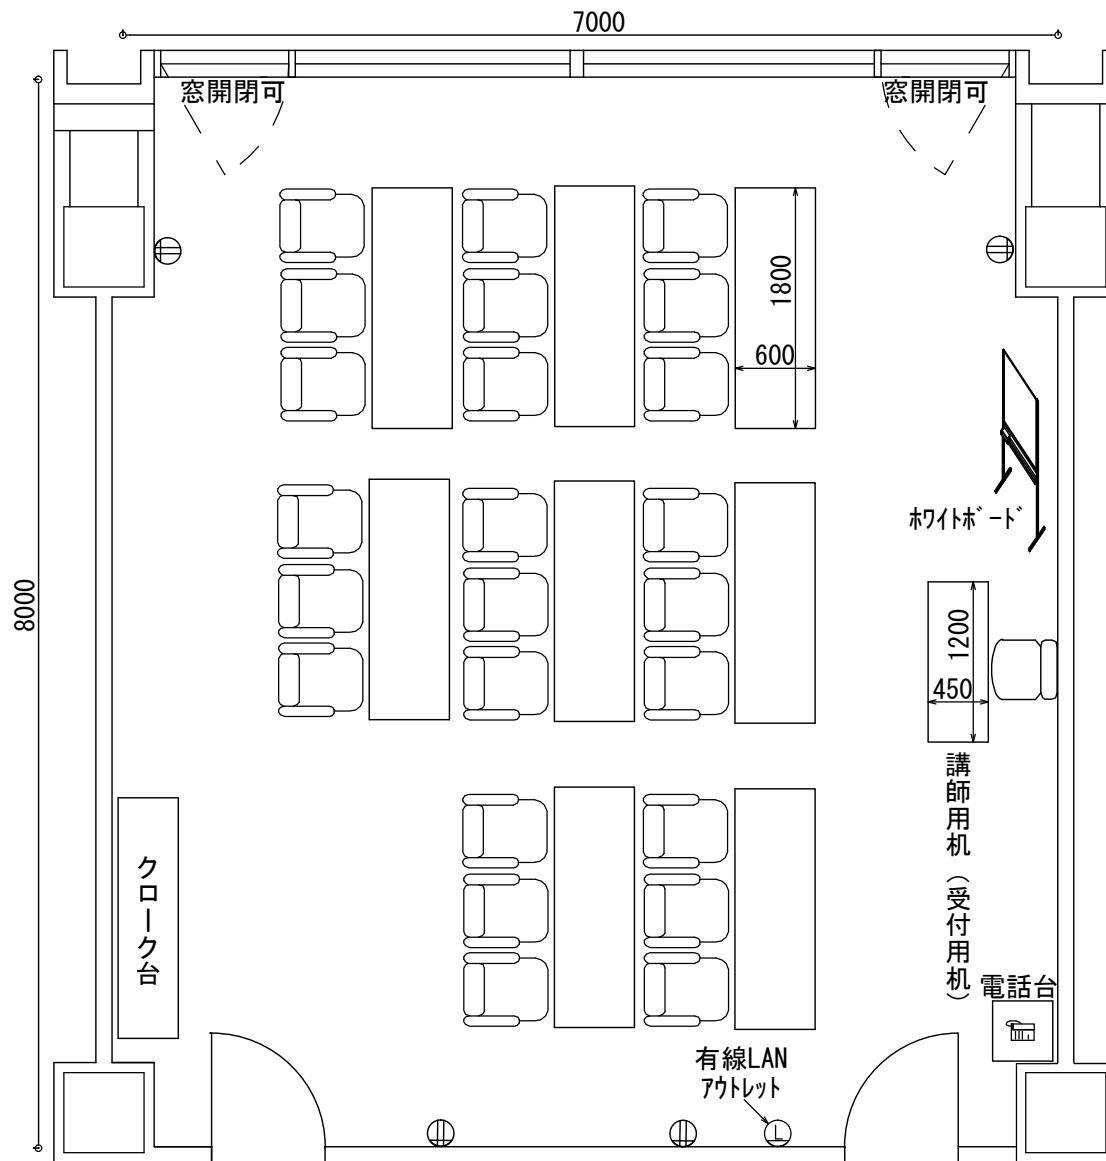 7000
窓開閉可
窓開閉可
1800
600
8000
ﾎﾜｲﾄﾎﾞｰﾄﾞ
1200
450
講師用机（受付用机）
クローク台
電話台
有線LAN
ｱｳﾄﾚｯﾄ
L